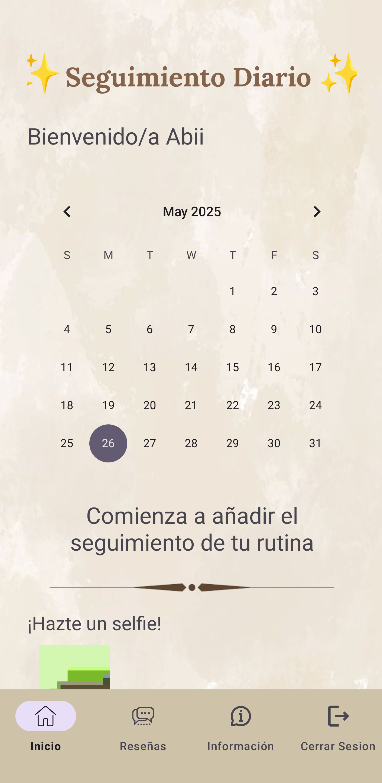 ✨ Seguimiento Diario ✨
Bienvenido/a Abii
May 2025
S M T W T F S
1 2 3
4 5 6 7 8 9 10
11 12 13 14 15 16 17
18 19 20 21 22 23 24
25 26 27 28 29 30 31
Comienza a añadir el
seguimiento de tu rutina
¡Hazte un selfie!
Inicio Reseñas Información Cerrar Sesion